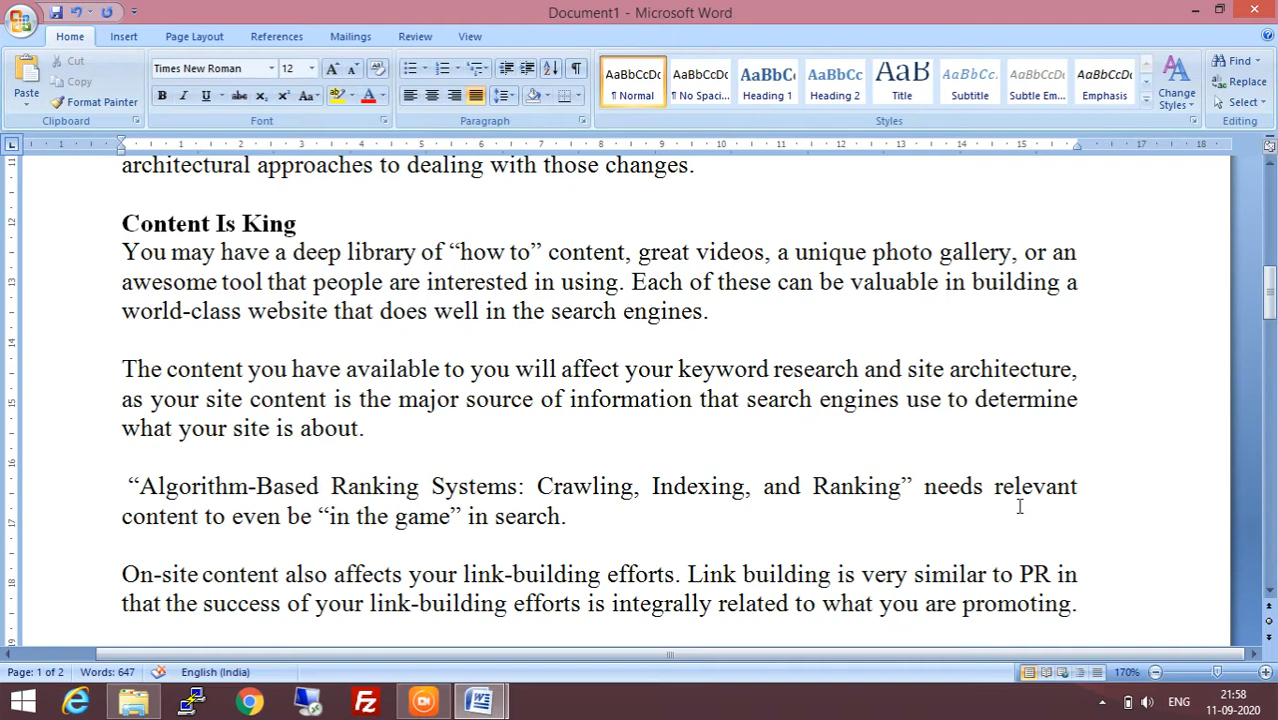 Document1 - Microsoft Word
Home Insert Page Layout References Mailings Review View
Paste Cut Copy Format Painter Clipboard
Times New Roman 12 Font
Paragraph
AaBbCcDc ¶ Normal
AaBbCcDc ¶ No Spaci...
AaBbCc Heading 1
AaBbCc Heading 2
AaB Title
AaBbCc. Subtitle
AaBbCcDc Subtle Em...
AaBbCcDc Emphasis
Change Styles
Styles
Find Replace Select Editing
architectural approaches to dealing with those changes.
Content Is King
You may have a deep library of “how to” content, great videos, a unique photo gallery, or an
awesome tool that people are interested in using. Each of these can be valuable in building a
world-class website that does well in the search engines.
The content you have available to you will affect your keyword research and site architecture,
as your site content is the major source of information that search engines use to determine
what your site is about.
“Algorithm-Based Ranking Systems: Crawling, Indexing, and Ranking” needs relevant
content to even be “in the game” in search.
On-site content also affects your link-building efforts. Link building is very similar to PR in
that the success of your link-building efforts is integrally related to what you are promoting.
Page: 1 of 2 Words: 647 English (India) 170%
ENG 21:58
11-09-2020